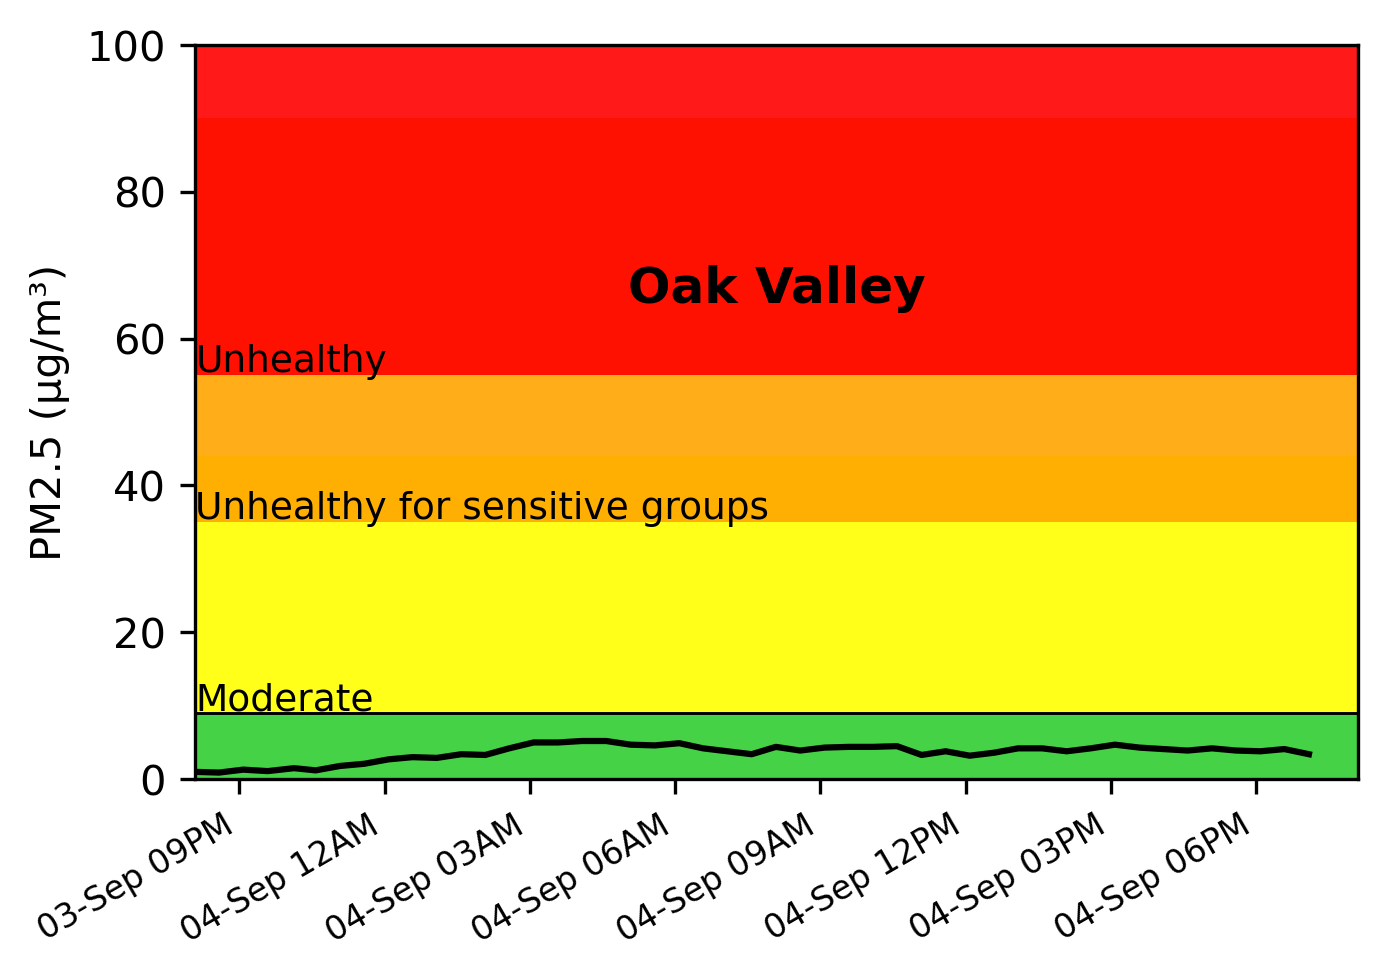 100
80
60
40
20
0
PM2.5 (µg/m³)
Oak Valley
Unhealthy
Unhealthy for sensitive groups
Moderate
03-Sep 09PM
04-Sep 12AM
04-Sep 03AM
04-Sep 06AM
04-Sep 09AM
04-Sep 12PM
04-Sep 03PM
04-Sep 06PM